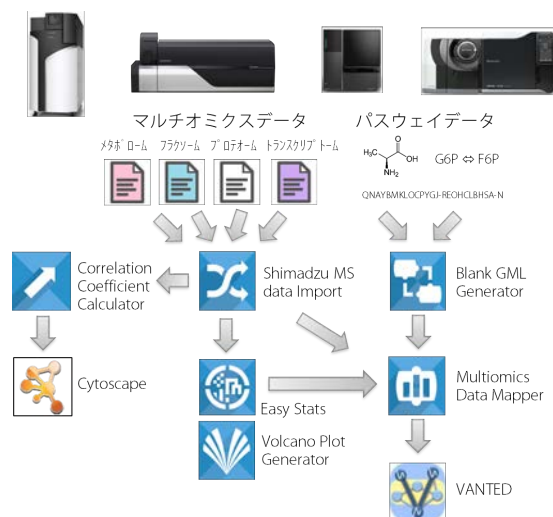 マルチオミクスデータ
パスウェイデータ
メタボローム
フラクソーム
プロテオーム
トランスクリプトーム
H₃C
O
OH
NH₂
G6P ⇔ F6P
QNAYBMKLOCPYGJ-REOHCLBHSA-N
Correlation
Coefficient
Calculator
Shimadzu MS
data Import
Blank GML
Generator
Cytoscape
Easy Stats
Multiomics
Data Mapper
Volcano Plot
Generator
VANTED